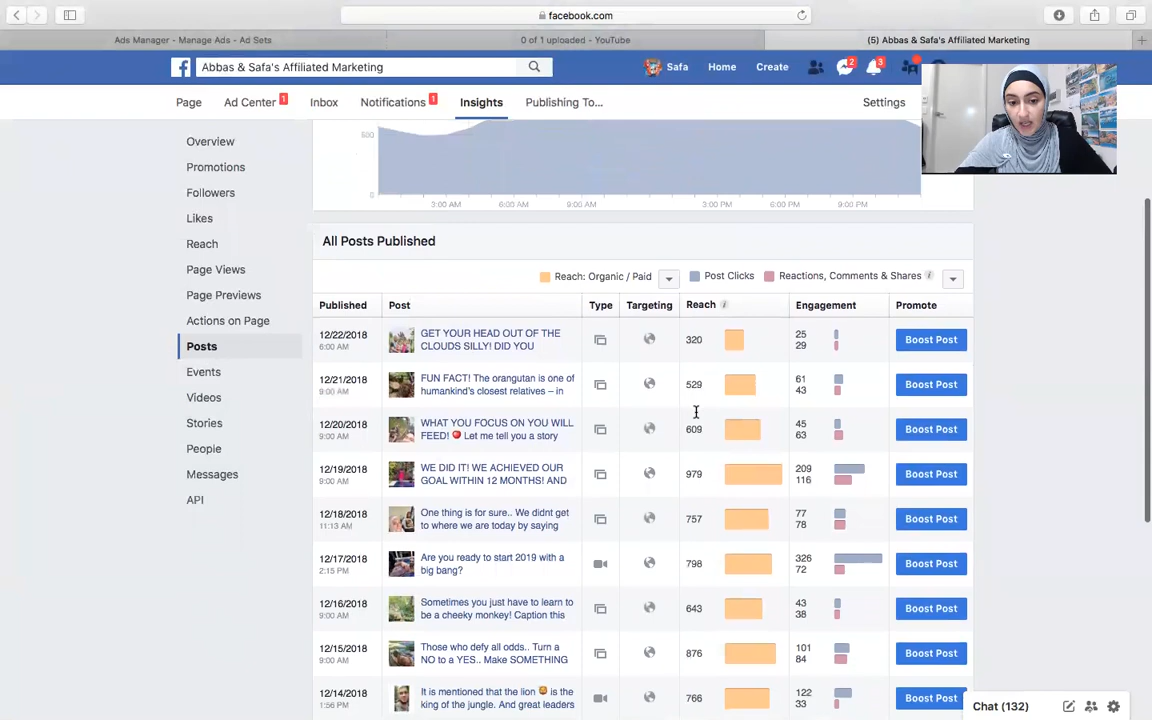 facebook.com
Ads Manager - Manage Ads - Ad Sets
0 of 1 uploaded - YouTube
(5) Abbas & Safa's Affiliated Marketing
Abbas & Safa's Affiliated Marketing
Safa
Home
Create
2
3
Page
Ad Center 1
Inbox
Notifications 1
Insights
Publishing To...
Settings
Overview
Promotions
Followers
Likes
Reach
Page Views
Page Previews
Actions on Page
Posts
Events
Videos
Stories
People
Messages
API
500
0
3:00 AM 6:00 AM 9:00 AM 3:00 PM 6:00 PM 9:00 PM
All Posts Published
Reach: Organic / Paid Post Clicks Reactions, Comments & Shares i
Published Post Type Targeting Reach i Engagement Promote
12/22/2018
6:00 AM
GET YOUR HEAD OUT OF THE
CLOUDS SILLY! DID YOU
320
25
29
Boost Post
12/21/2018
9:00 AM
FUN FACT! The orangutan is one of
humankind's closest relatives – in
529
61
43
Boost Post
12/20/2018
9:00 AM
WHAT YOU FOCUS ON YOU WILL
FEED! Let me tell you a story
609
45
63
Boost Post
12/19/2018
9:00 AM
WE DID IT! WE ACHIEVED OUR
GOAL WITHIN 12 MONTHS! AND
979
209
116
Boost Post
12/18/2018
11:13 AM
One thing is for sure.. We didnt get
to where we are today by saying
757
77
78
Boost Post
12/17/2018
2:15 PM
Are you ready to start 2019 with a
big bang?
798
326
72
Boost Post
12/16/2018
9:00 AM
Sometimes you just have to learn to
be a cheeky monkey! Caption this
643
43
38
Boost Post
12/15/2018
9:00 AM
Those who defy all odds.. Turn a
NO to a YES.. Make SOMETHING
876
101
84
Boost Post
12/14/2018
1:56 PM
It is mentioned that the lion 🦁 is the
king of the jungle. And great leaders
766
122
33
Boost Post
Chat (132)